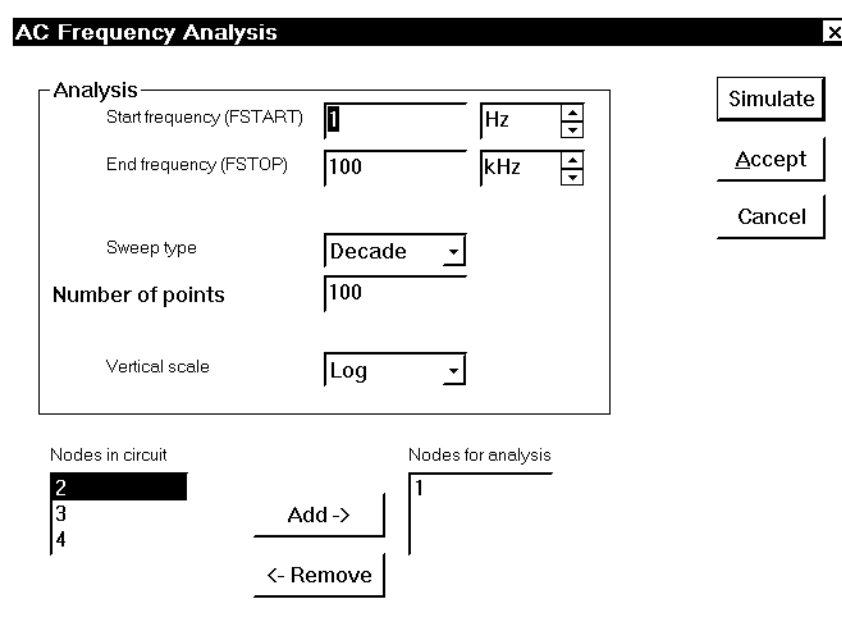 AC Frequency Analysis
Analysis
Start frequency (FSTART) 1 Hz
Simulate
End frequency (FSTOP) 100 kHz
Accept
Cancel
Sweep type Decade
Number of points 100
Vertical scale Log
Nodes in circuit
Nodes for analysis
2
3
4
Add ->
<- Remove
1